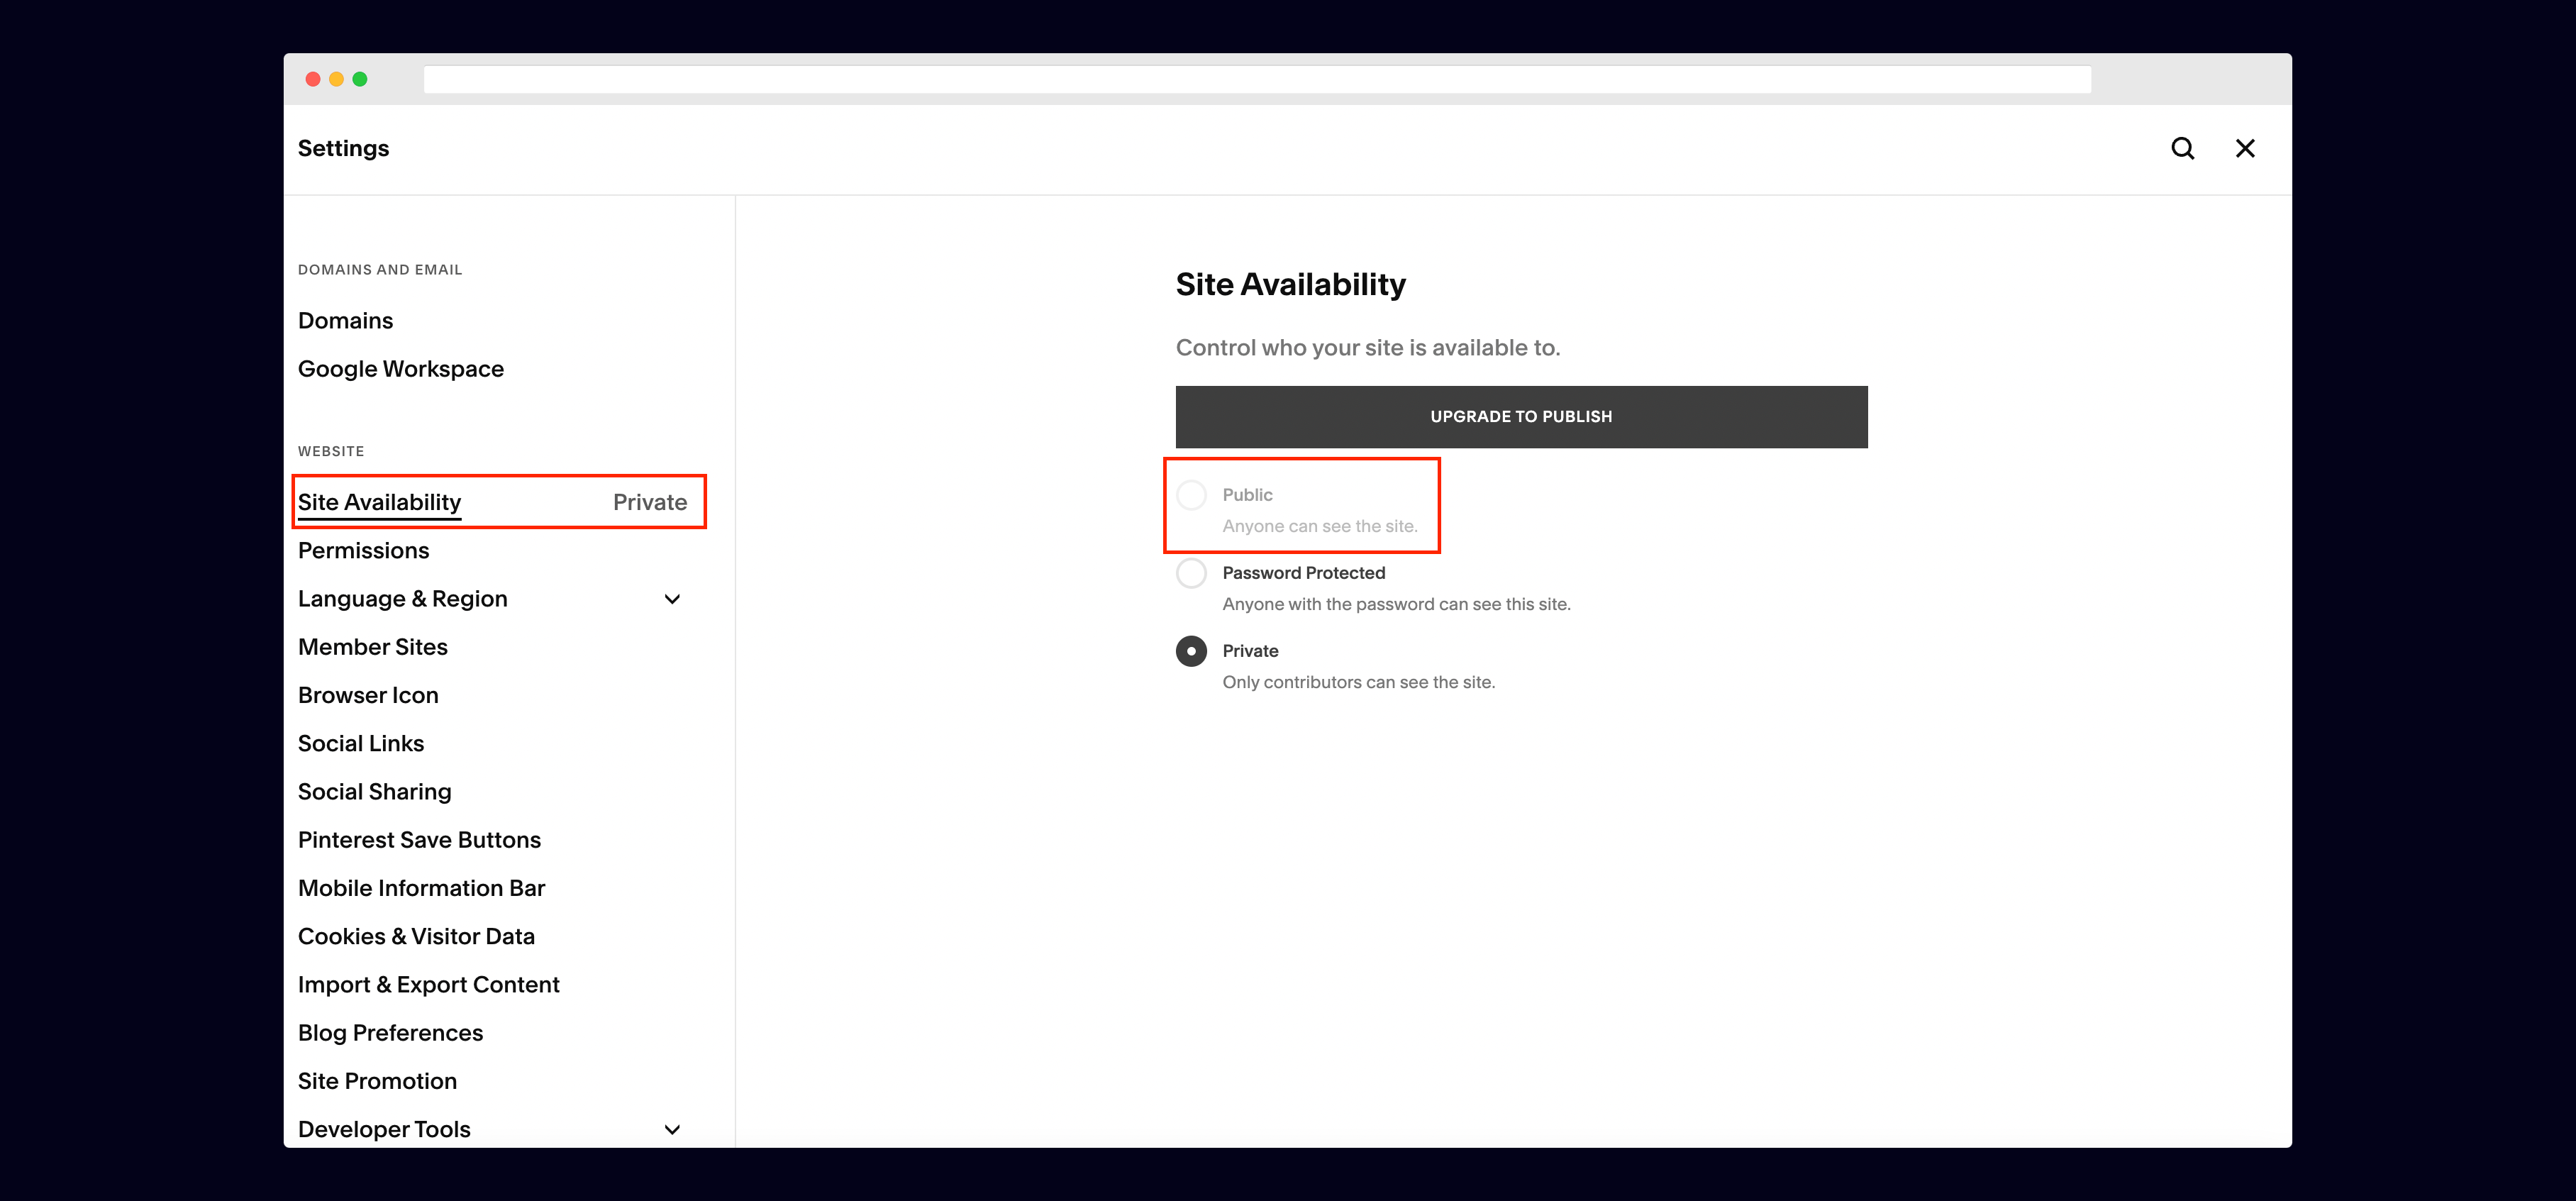 Settings
DOMAINS AND EMAIL
Domains
Google Workspace
WEBSITE
Site Availability Private
Permissions
Language & Region
Member Sites
Browser Icon
Social Links
Social Sharing
Pinterest Save Buttons
Mobile Information Bar
Cookies & Visitor Data
Import & Export Content
Blog Preferences
Site Promotion
Developer Tools
Site Availability
Control who your site is available to.
UPGRADE TO PUBLISH
Public
Anyone can see the site.
Password Protected
Anyone with the password can see this site.
Private
Only contributors can see the site.